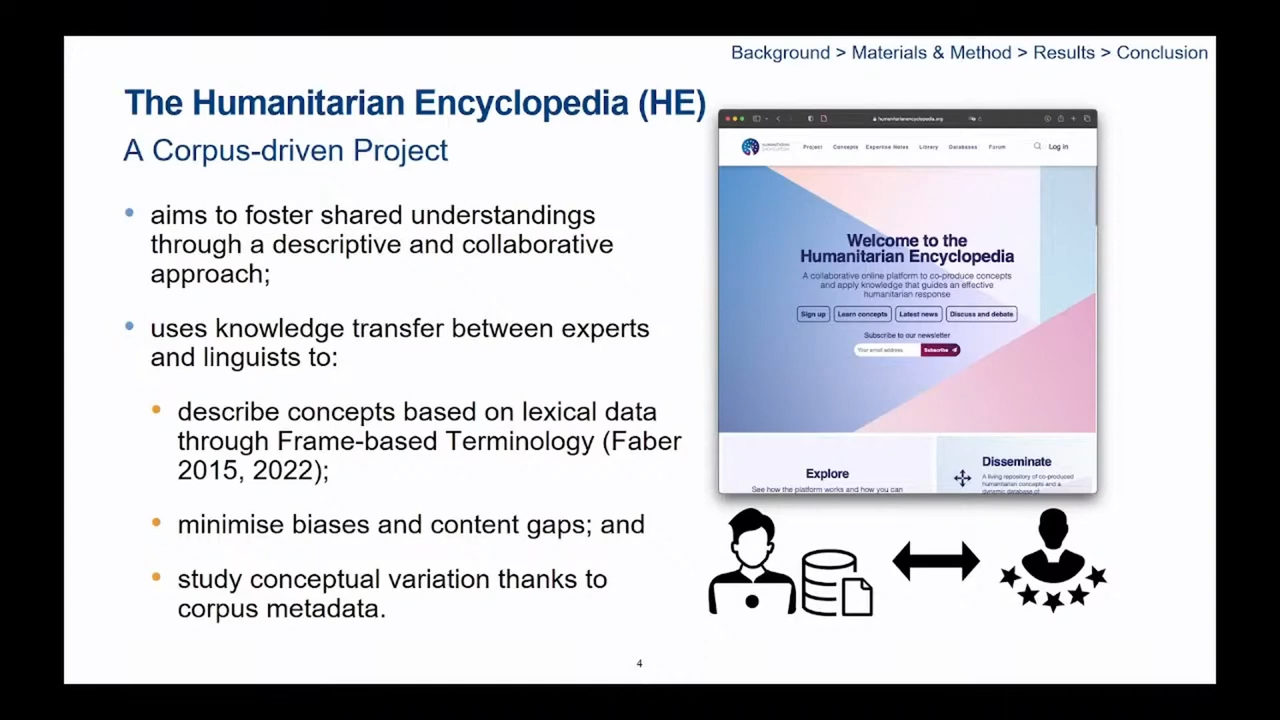 Background > Materials & Method > Results > Conclusion
The Humanitarian Encyclopedia (HE)
A Corpus-driven Project
• aims to foster shared understandings
through a descriptive and collaborative
approach;
• uses knowledge transfer between experts
and linguists to:
• describe concepts based on lexical data
through Frame-based Terminology (Faber
2015, 2022);
• minimise biases and content gaps; and
• study conceptual variation thanks to
corpus metadata.
humanitarianencyclopedia.org
Project Concepts Expertise Notes Library Databases Forum Log in
Welcome to the
Humanitarian Encyclopedia
A collaborative online platform to co-produce concepts
and apply knowledge that guides an effective
humanitarian response
Sign up Learn concepts Latest news Discuss and debate
Subscribe to our newsletter
Your email address Subscribe
Explore
See how the platform works and how you can
Disseminate
A living repository of co-produced
humanitarian concepts and a
dynamic database of
4